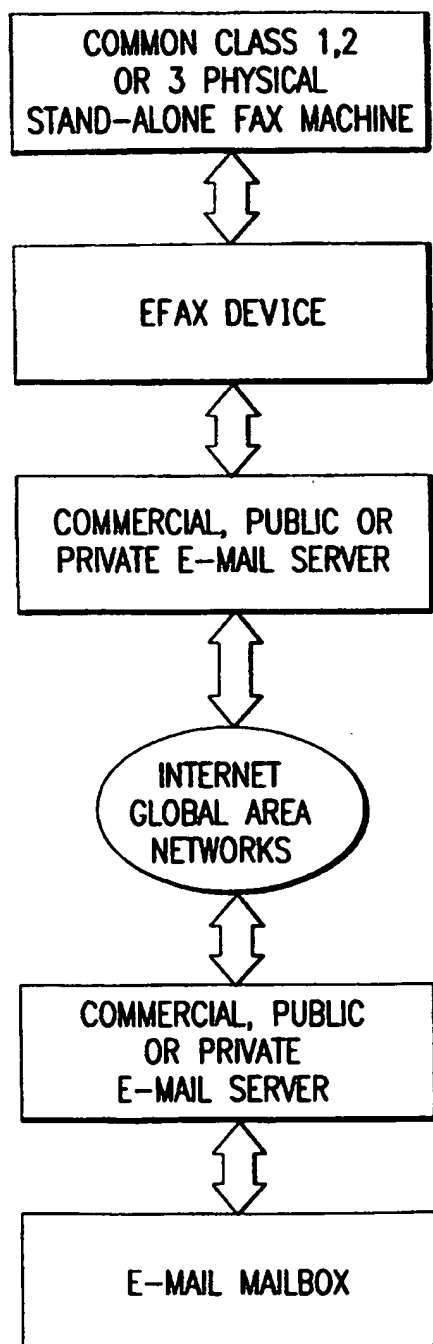 COMMON CLASS 1,2
OR 3 PHYSICAL
STAND-ALONE FAX MACHINE
EFAX DEVICE
COMMERCIAL, PUBLIC OR
PRIVATE E-MAIL SERVER
INTERNET
GLOBAL AREA
NETWORKS
COMMERCIAL, PUBLIC
OR PRIVATE
E-MAIL SERVER
E-MAIL MAILBOX